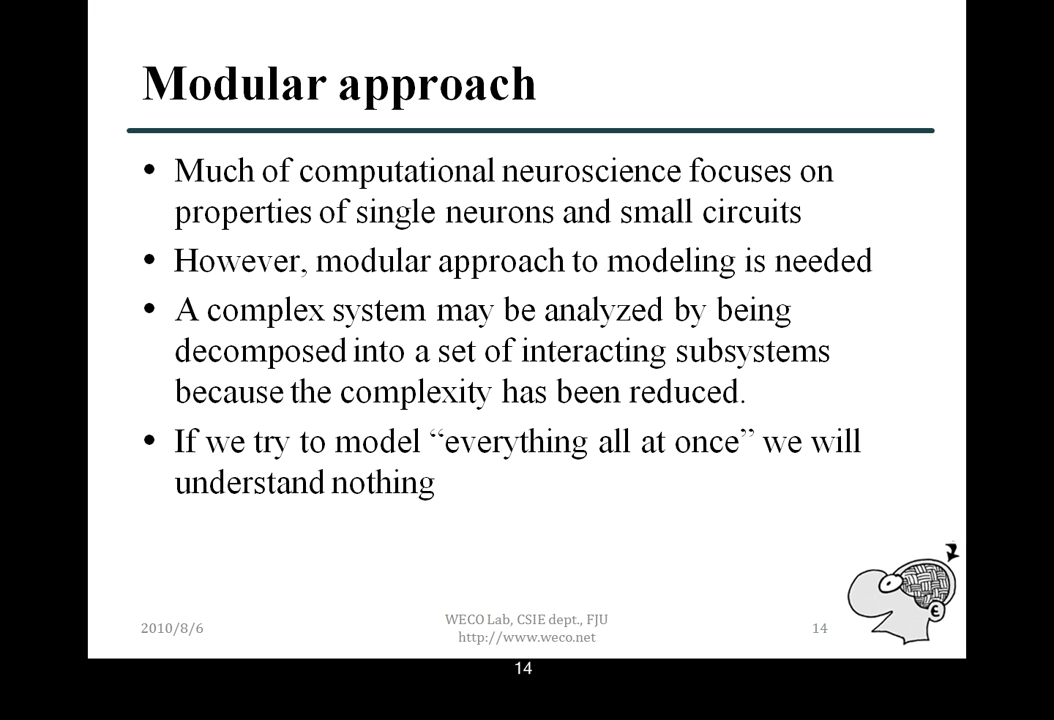 Modular approach
• Much of computational neuroscience focuses on
properties of single neurons and small circuits
• However, modular approach to modeling is needed
• A complex system may be analyzed by being
decomposed into a set of interacting subsystems
because the complexity has been reduced.
• If we try to model “everything all at once” we will
understand nothing
2010/8/6
WECO Lab, CSIE dept., FJU
http://www.weco.net
14
14